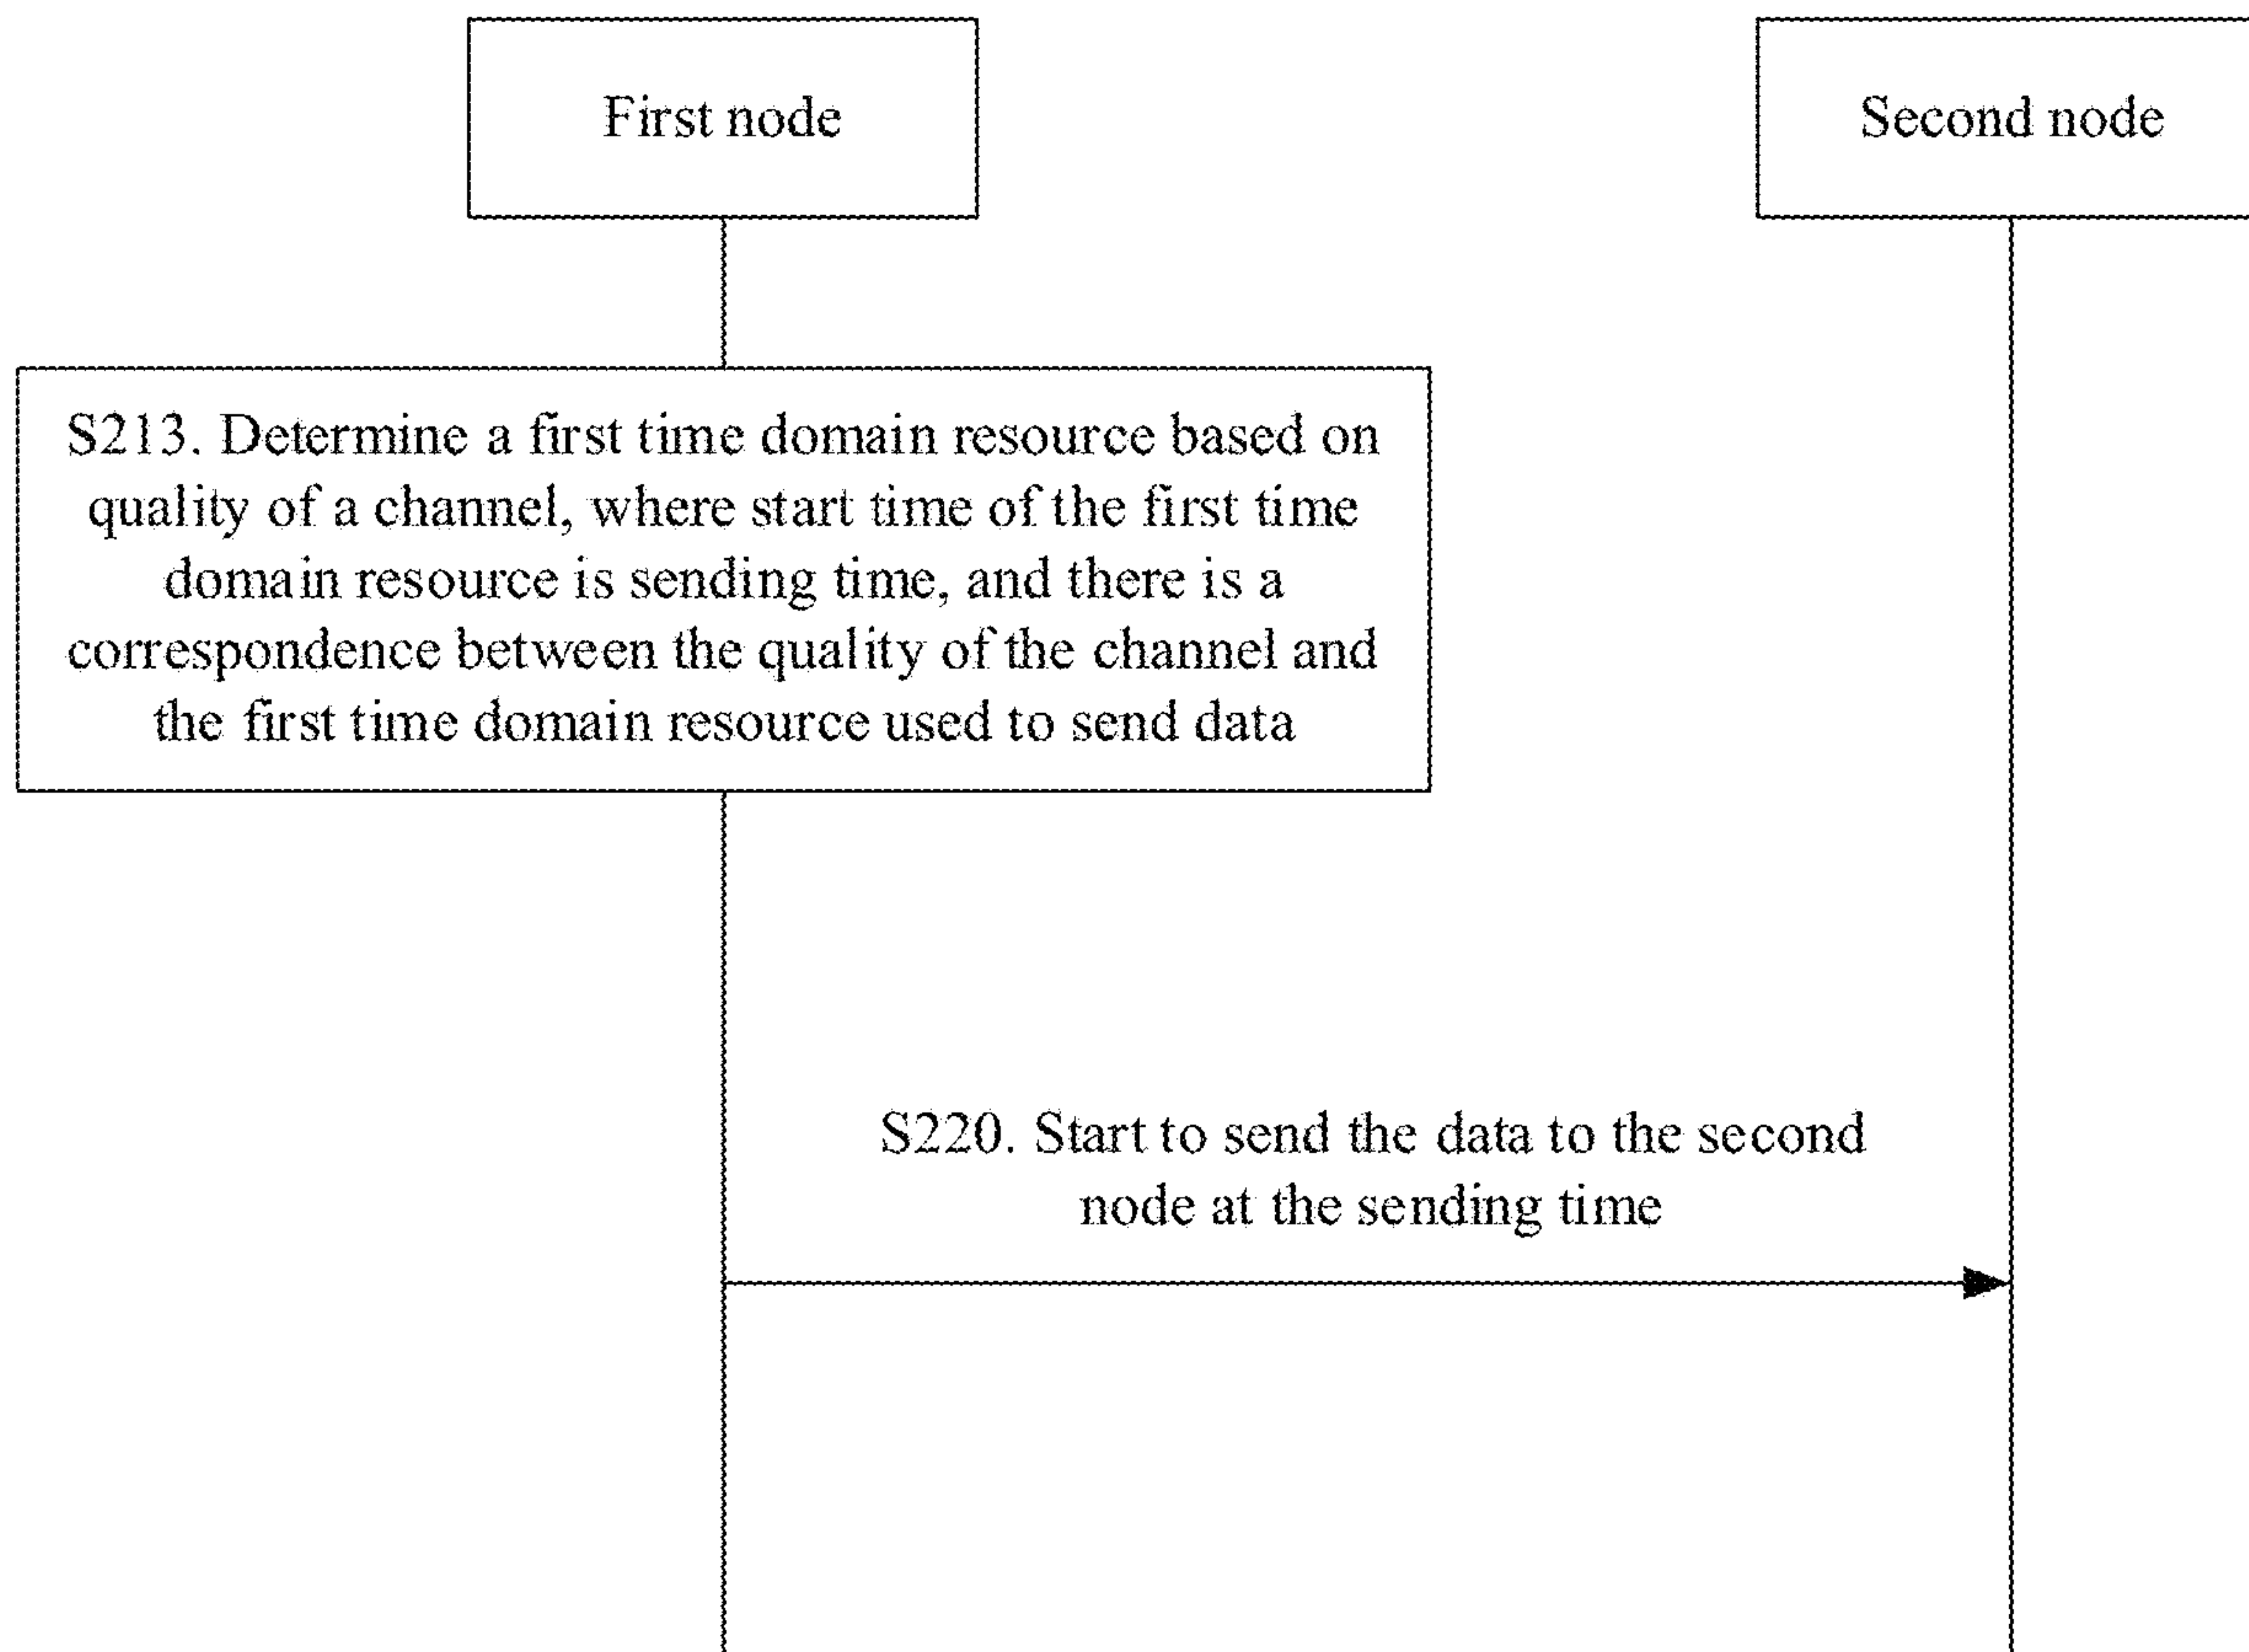 First node
Second node
S213. Determine a first time domain resource based on
quality of a channel, where start time of the first time
domain resource is sending time, and there is a
correspondence between the quality of the channel and
the first time domain resource used to send data
S220. Start to send the data to the second
node at the sending time